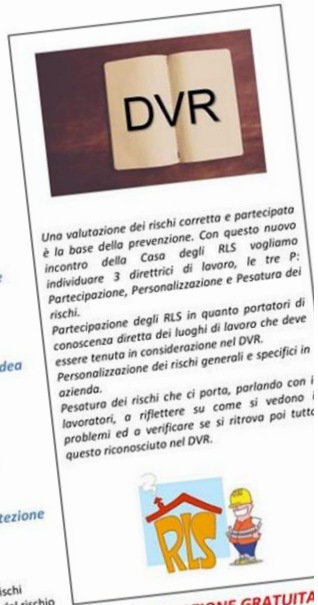 DVR
Una valutazione dei rischi corretta e partecipata
è la base della prevenzione. Con questo nuovo
incontro della Casa degli RLS vogliamo
individuare 3 direttrici di lavoro, le tre P:
Partecipazione, Personalizzazione e Pesatura dei
rischi.
Partecipazione degli RLS in quanto portatori di
conoscenza diretta dei luoghi di lavoro che deve
essere tenuta in considerazione nel DVR.
Personalizzazione dei rischi generali e specifici in
azienda.
Pesatura dei rischi che ci porta, parlando con i
lavoratori, a riflettere su come si vedono i
problemi ed a verificare se si ritrova poi tutto
questo riconosciuto nel DVR.
?
RLS
tezione
GRATUITA